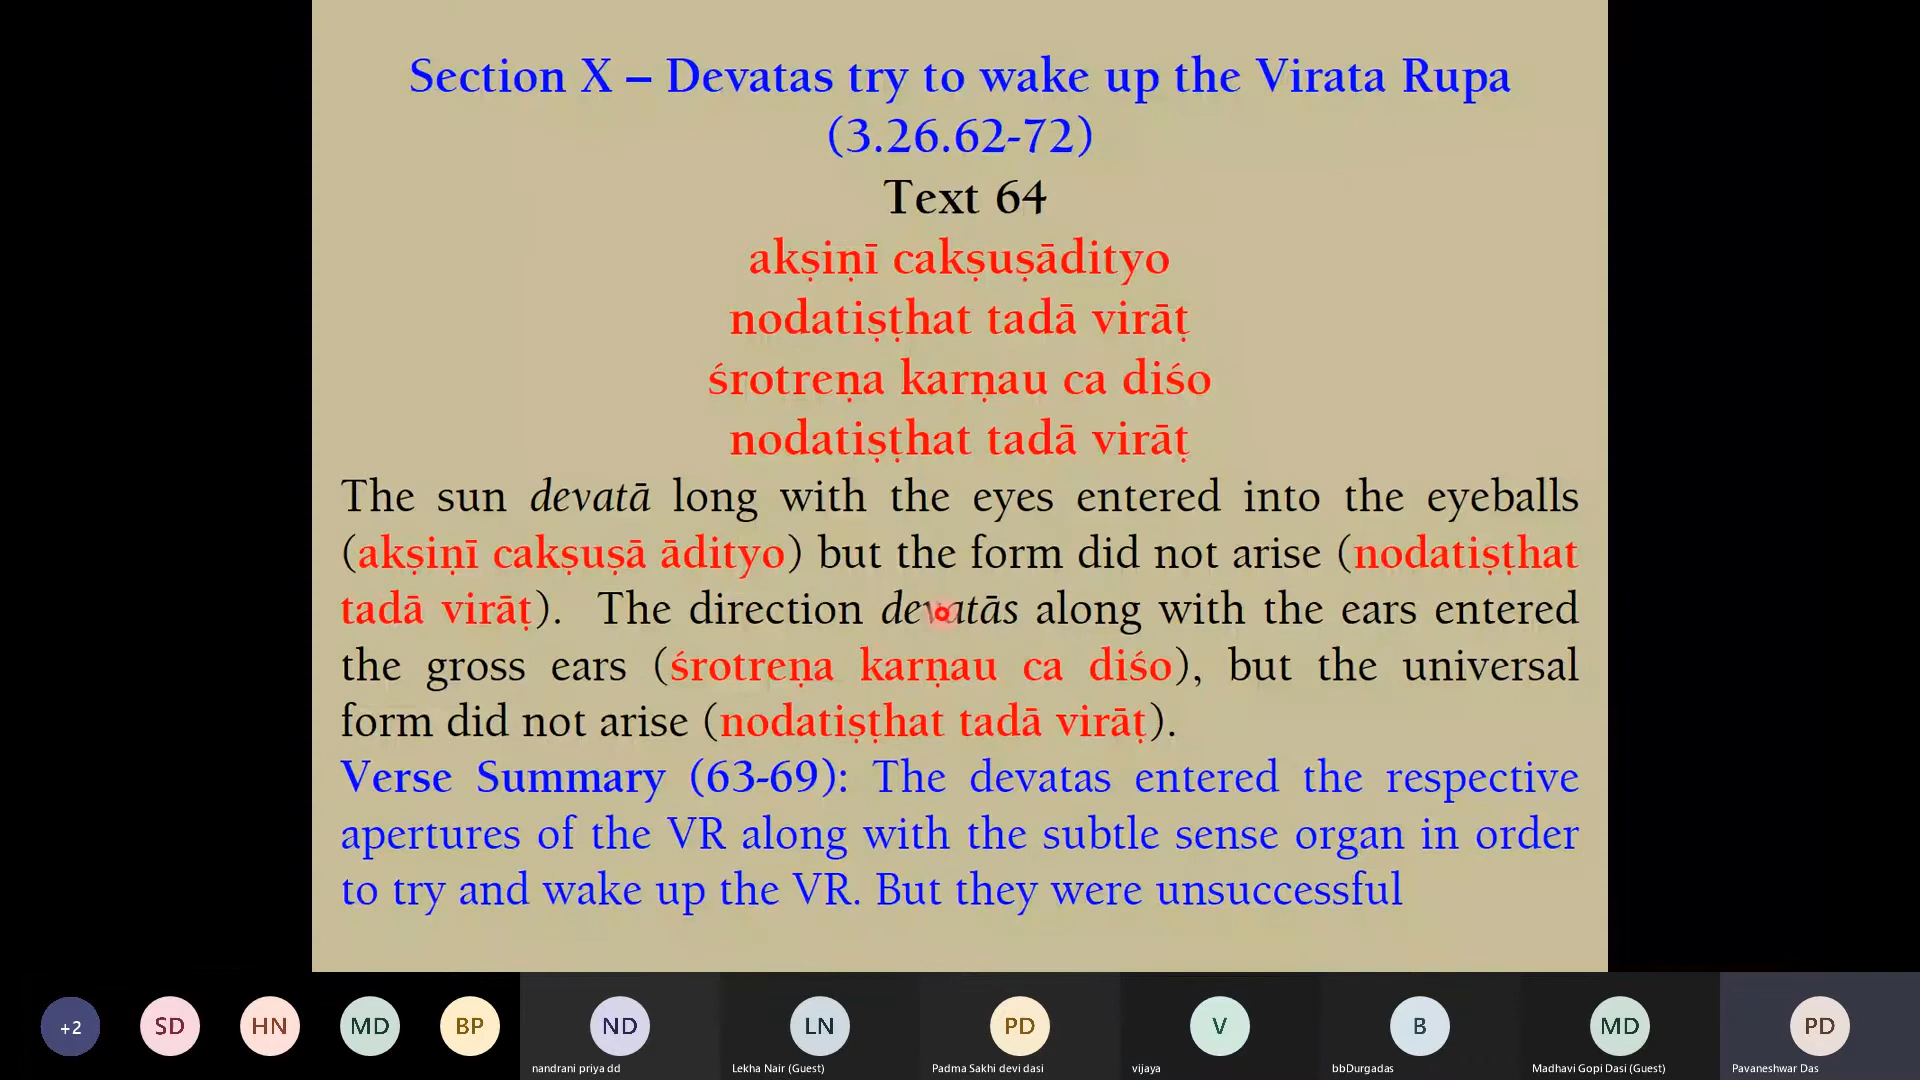 Section X – Devatas try to wake up the Virata Rupa
(3.26.62-72)
Text 64
akṣiṇī cakṣuṣādityo
nodatiṣṭhat tadā virāṭ
śrotreṇa karṇau ca diśo
nodatiṣṭhat tadā virāṭ
The sun devatā long with the eyes entered into the eyeballs
(akṣiṇī cakṣuṣā ādityo) but the form did not arise (nodatiṣṭhat
tadā virāṭ). The direction devatās along with the ears entered
the gross ears (śrotreṇa karṇau ca diśo), but the universal
form did not arise (nodatiṣṭhat tadā virāṭ).
Verse Summary (63-69): The devatas entered the respective
apertures of the VR along with the subtle sense organ in order
to try and wake up the VR. But they were unsuccessful
+2 SD HN MD BP ND LN PD V B MD PD
nandrani priya dd Lekha Nair (Guest) Padma Sakhi devi dasi vijaya bbDurgadas Madhavi Gopi Dasi (Guest) Pavaneshwar Das